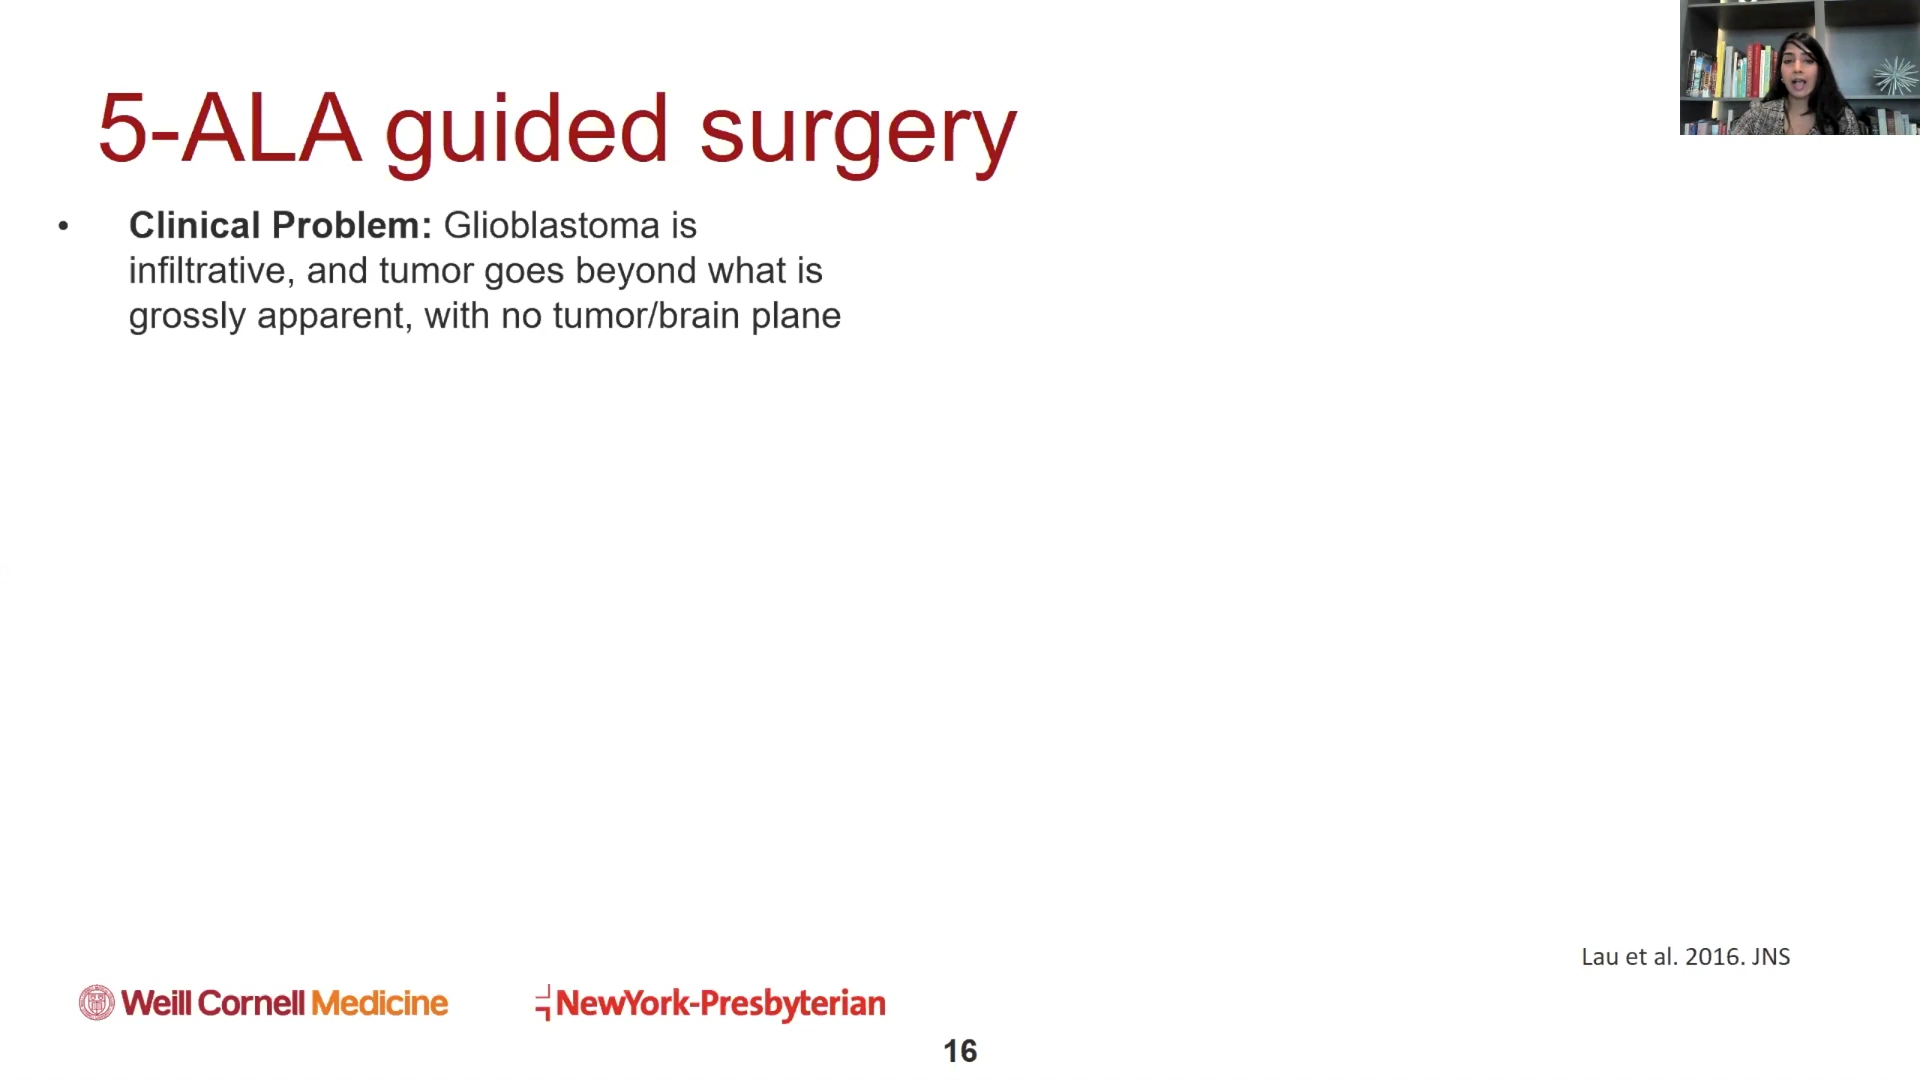 5-ALA guided surgery
• Clinical Problem: Glioblastoma is
infiltrative, and tumor goes beyond what is
grossly apparent, with no tumor/brain plane
Lau et al. 2016. JNS
Weill Cornell Medicine
NewYork-Presbyterian
16